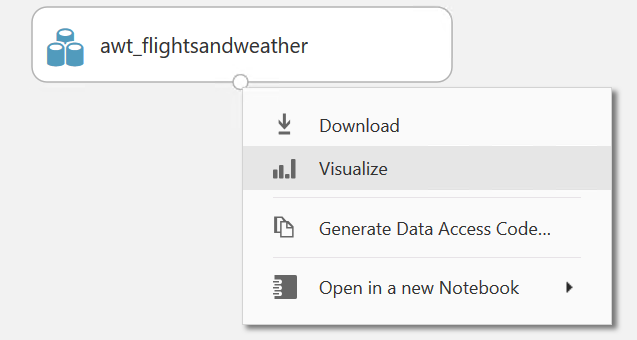 awt_flightsandweather
Download
Visualize
Generate Data Access Code...
Open in a new Notebook